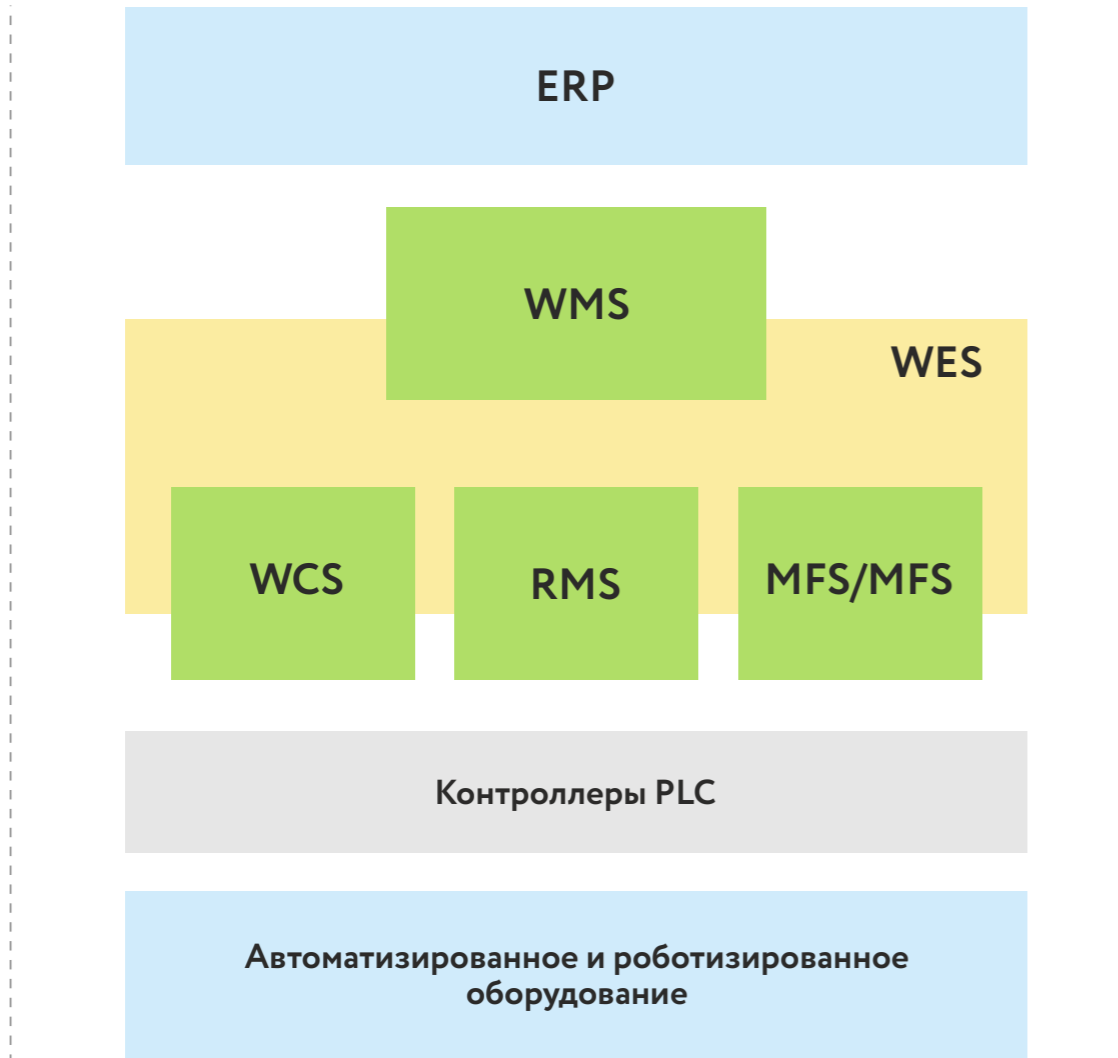 ERP
WMS
WES
WCS
RMS
MFS/MFS
Контроллеры PLC
Автоматизированное и роботизированное
оборудование